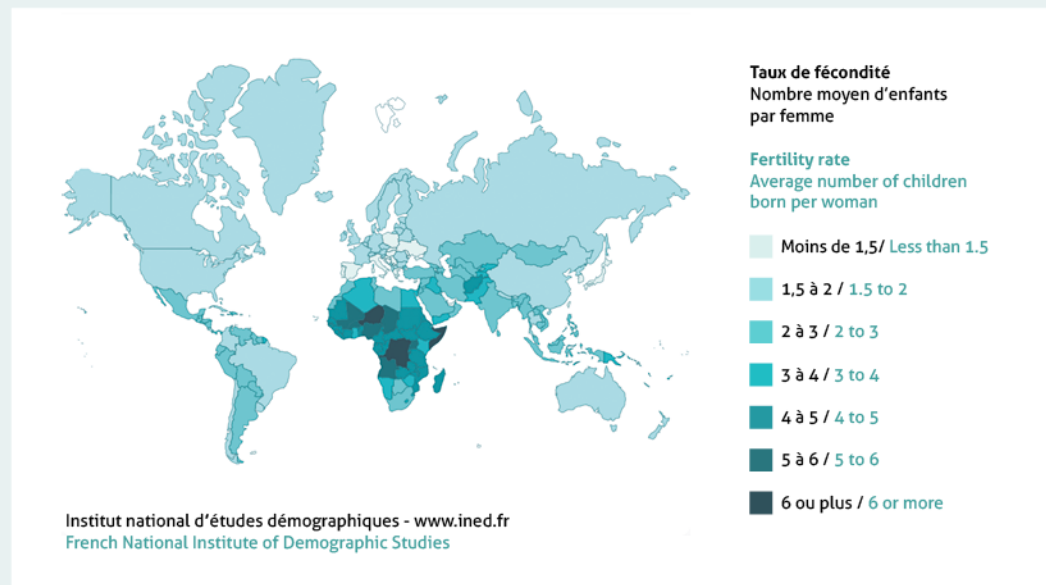 Taux de fécondité
Nombre moyen d'enfants
par femme
Fertility rate
Average number of children
born per woman
Moins de 1,5/ Less than 1.5
1,5 à 2 / 1.5 to 2
2 à 3 / 2 to 3
3 à 4 / 3 to 4
4 à 5 / 4 to 5
5 à 6 / 5 to 6
6 ou plus / 6 or more
Institut national d'études démographiques - www.ined.fr
French National Institute of Demographic Studies